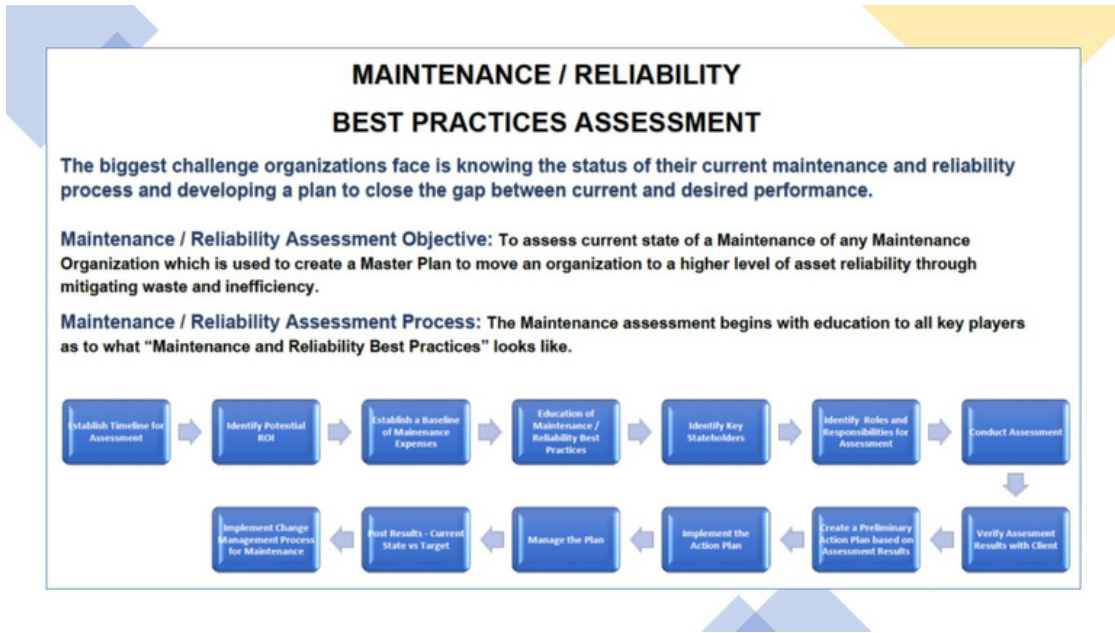 MAINTENANCE / RELIABILITY
BEST PRACTICES ASSESSMENT
The biggest challenge organizations face is knowing the status of their current maintenance and reliability
process and developing a plan to close the gap between current and desired performance.
Maintenance / Reliability Assessment Objective: To assess current state of a Maintenance of any Maintenance
Organization which is used to create a Master Plan to move an organization to a higher level of asset reliability through
mitigating waste and inefficiency.
Maintenance / Reliability Assessment Process: The Maintenance assessment begins with education to all key players
as to what “Maintenance and Reliability Best Practices” looks like.
Establish Timeline for
Assessment
Identify Potential
ROI
Establish a Baseline
of Mainenance
Expenses
Education of
Maintenance /
Reliability Best
Practices
Identify Key
Stateholders
Identify Roles and
Responsibilities for
Assessment
Conduct Assessment
Verify Assesment
Results with Client
Create a Preliminary
Action Plan based on
Assessment Results
Implement the
Action Plan
Manage the Plan
Post Results - Current
State vs Target
Implement Change
Management Process
for Maintenance